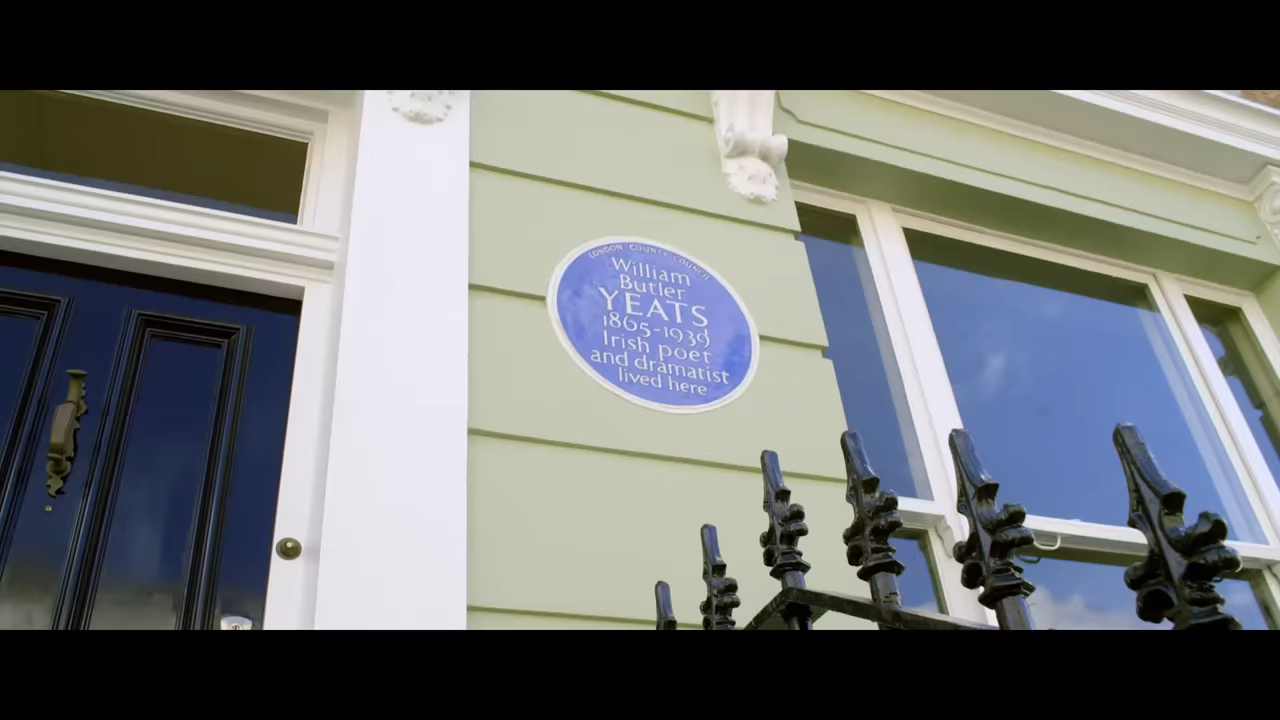 LONDON COUNTY COUNCIL
William
Butler
YEATS
1865-1939
Irish poet
and dramatist
lived here